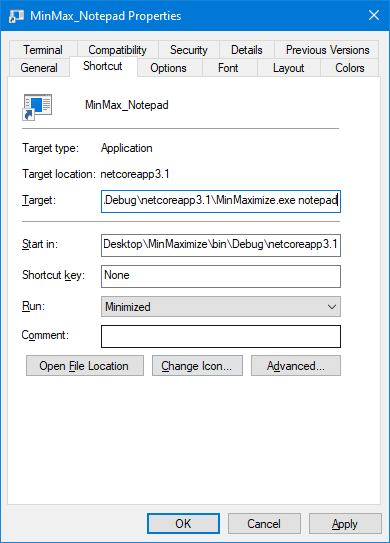 MinMax_Notepad Properties
Terminal Compatibility Security Details Previous Versions
General Shortcut Options Font Layout Colors
MinMax_Notepad
Target type: Application
Target location: netcoreapp3.1
Target: .Debug\netcoreapp3.1\MinMaximize.exe notepad
Start in: Desktop\MinMaximize\bin\Debug\netcoreapp3.1
Shortcut key: None
Run: Minimized
Comment:
Open File Location Change Icon... Advanced...
OK Cancel Apply